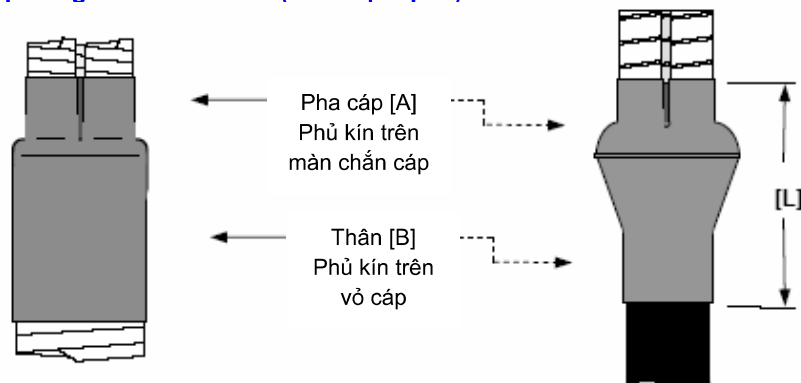 Pha cáp [A]
Phủ kín trên
màn chắn cáp
[L]
Thân [B]
Phủ kín trên
vỏ cáp